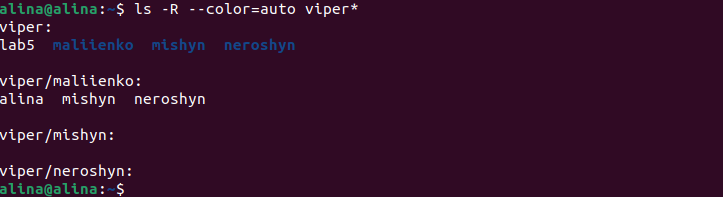 alina@alina:~$ ls -R --color=auto viper*
viper:
lab5  maliienko  mishyn  neroshyn

viper/maliienko:
alina  mishyn  neroshyn

viper/mishyn:

viper/neroshyn:
alina@alina:~$